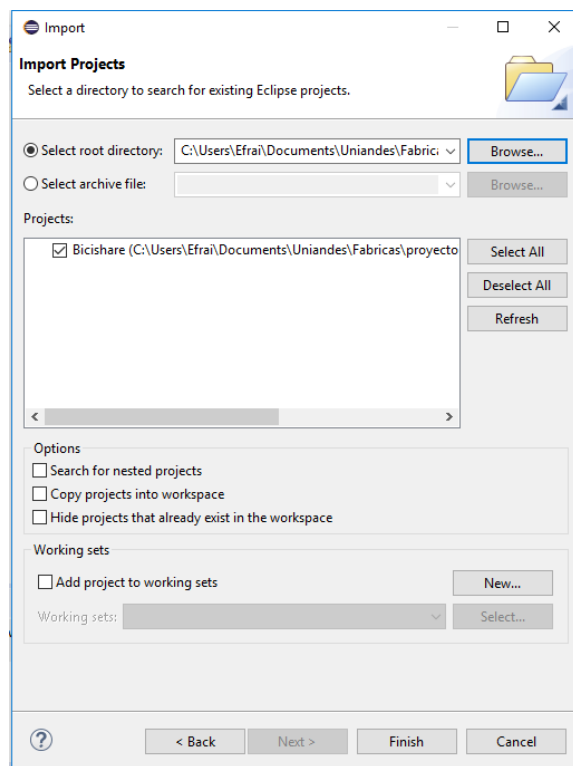 Import
Import Projects
Select a directory to search for existing Eclipse projects.
Select root directory: C:\Users\Efrai\Documents\Uniandes\Fabrica Browse...
Select archive file: Browse...
Projects:
Bicishare (C:\Users\Efrai\Documents\Uniandes\Fabricas\proyecto
Select All
Deselect All
Refresh
Options
Search for nested projects
Copy projects into workspace
Hide projects that already exist in the workspace
Working sets
Add project to working sets New...
Working sets: Select...
? < Back Next > Finish Cancel